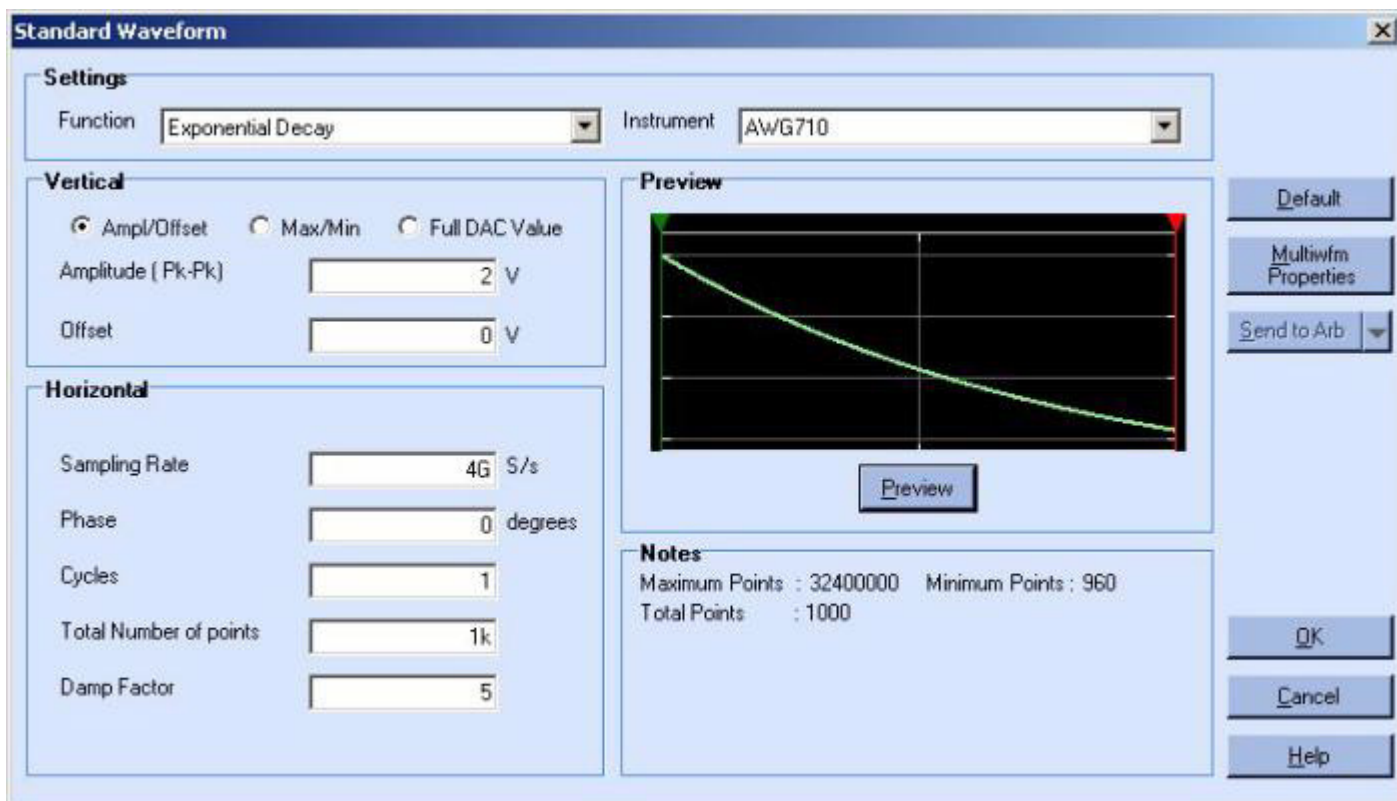 Standard Waveform
Settings
Function Exponential Decay Instrument AWG710
Vertical
Ampl/Offset Max/Min Full DAC Value
Amplitude ( Pk-Pk) 2 V
Offset 0 V
Horizontal
Sampling Rate 4G S/s
Phase 0 degrees
Cycles 1
Total Number of points 1k
Damp Factor 5
Preview
Preview
Notes
Maximum Points : 32400000 Minimum Points : 960
Total Points : 1000
Default
Multiwfm
Properties
Send to Arb
OK
Cancel
Help